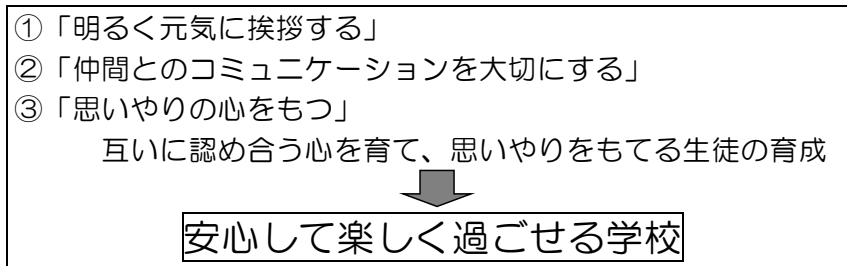 ①「明るく元気に挨拶する」
②「仲間とのコミュニケーションを大切にする」
③「思いやりの心をもつ」
互いに認め合う心を育て、思いやりをもてる生徒の育成
安心して楽しく過ごせる学校